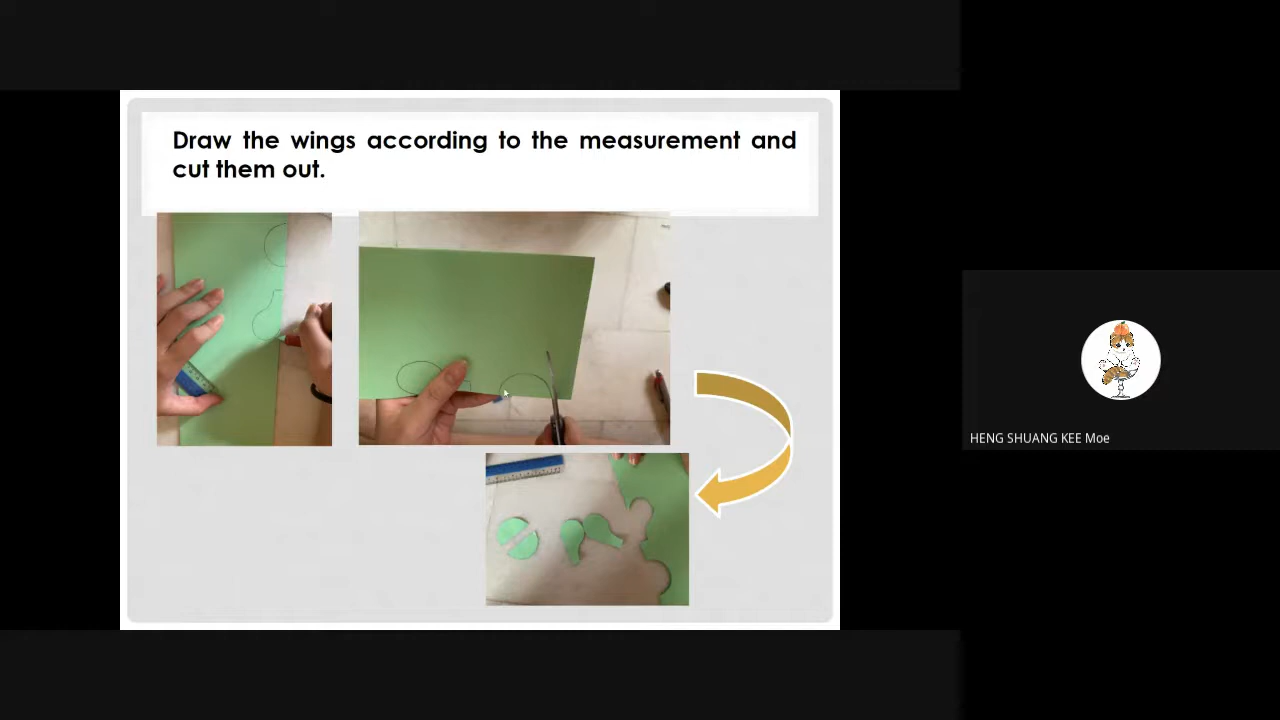 Draw the wings according to the measurement and
cut them out.
HENG SHUANG KEE Moe